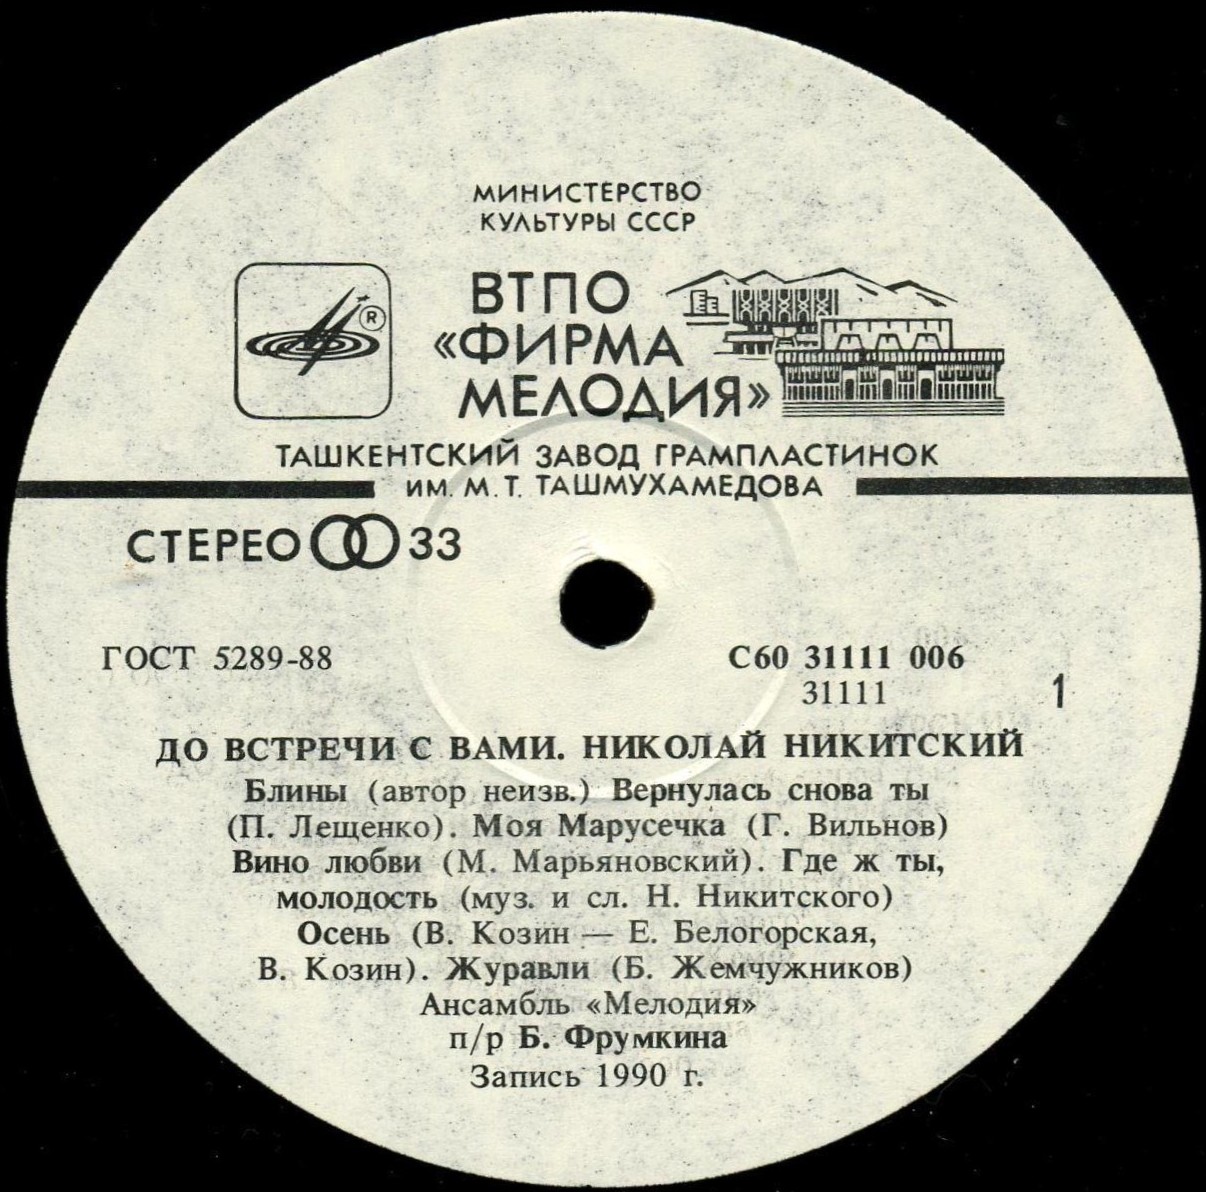 МИНИСТЕРСТВО
КУЛЬТУРЫ СССР
ВТПО
«ФИРМА
МЕЛОДИЯ»
®
ТАШКЕНТСКИЙ ЗАВОД ГРАМПЛАСТИНОК
ИМ. М. Т. ТАШМУХАМЕДОВА
СТЕРЕО 33
ГОСТ 5289-88
С60 31111 006
31111
1
ДО ВСТРЕЧИ С ВАМИ. НИКОЛАЙ НИКИТСКИЙ
Блины (автор неизв.) Вернулась снова ты
(П. Лещенко). Моя Марусечка (Г. Вильнов)
Вино любви (М. Марьяновский). Где ж ты,
молодость (муз. и сл. Н. Никитского)
Осень (В. Козин — Е. Белогорская,
В. Козин). Журавли (Б. Жемчужников)
Ансамбль «Мелодия»
п/р Б. Фрумкина
Запись 1990 г.